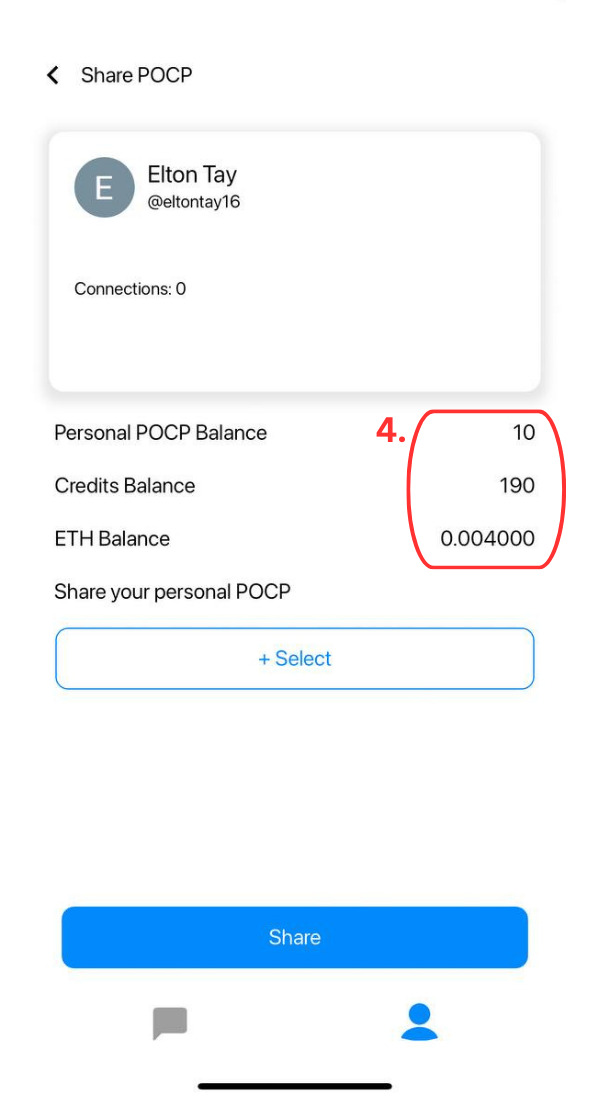 Share POCP
E
Elton Tay
@eltontay16
Connections: 0
Personal POCP Balance 4. 10
Credits Balance 190
ETH Balance 0.004000
Share your personal POCP
+ Select
Share